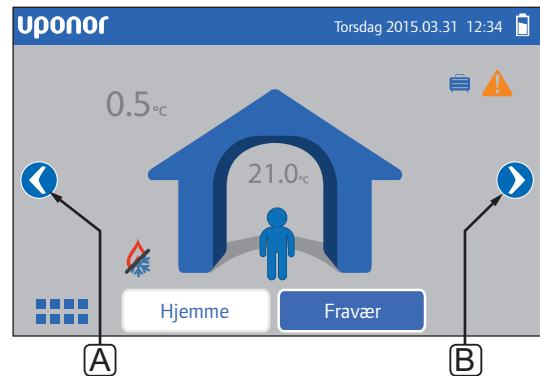 uponor Torsdag 2015.03.31 12:34
0.5°C
21.0°C
Hjemme Fravær
A B